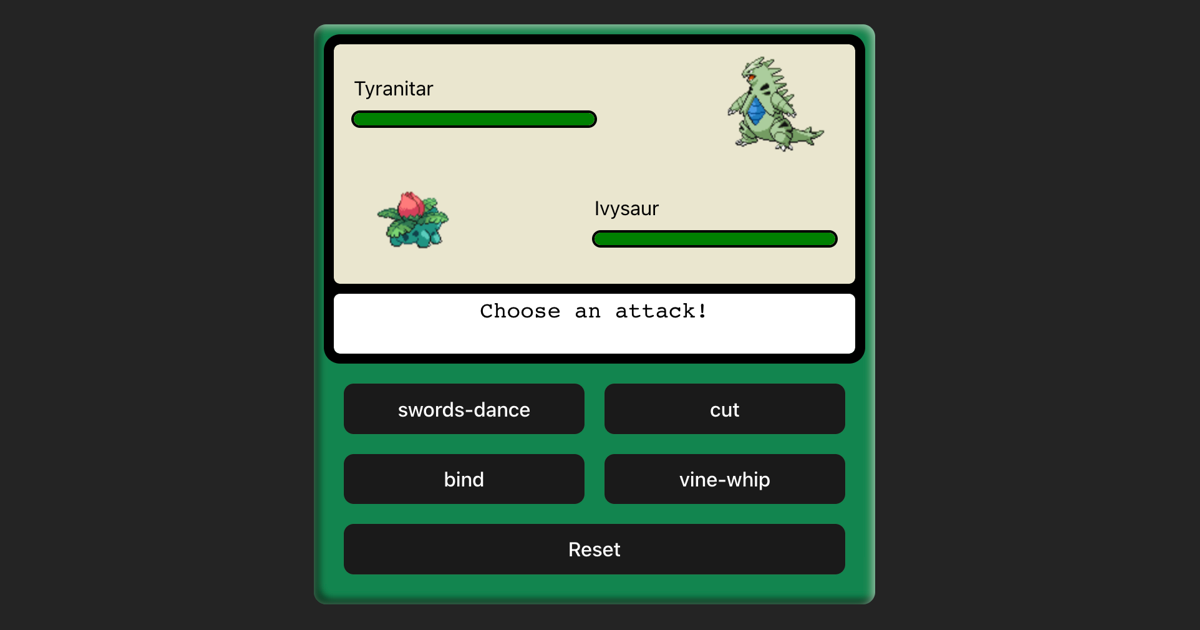 Tyranitar
Ivysaur
Choose an attack!
swords-dance
cut
bind
vine-whip
Reset